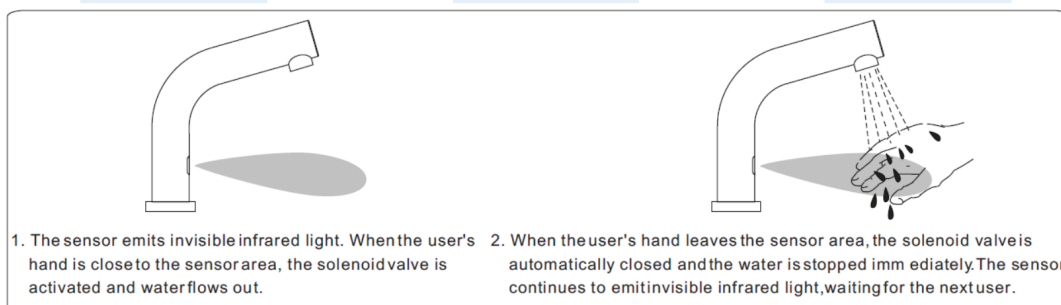 1. The sensor emits invisible infrared light. When the user's
hand is close to the sensor area, the solenoid valve is
activated and water flows out.
2. When the user's hand leaves the sensor area, the solenoid valve is
automatically closed and the water is stopped imm ediately. The sensor
continues to emit invisible infrared light, waiting for the next user.